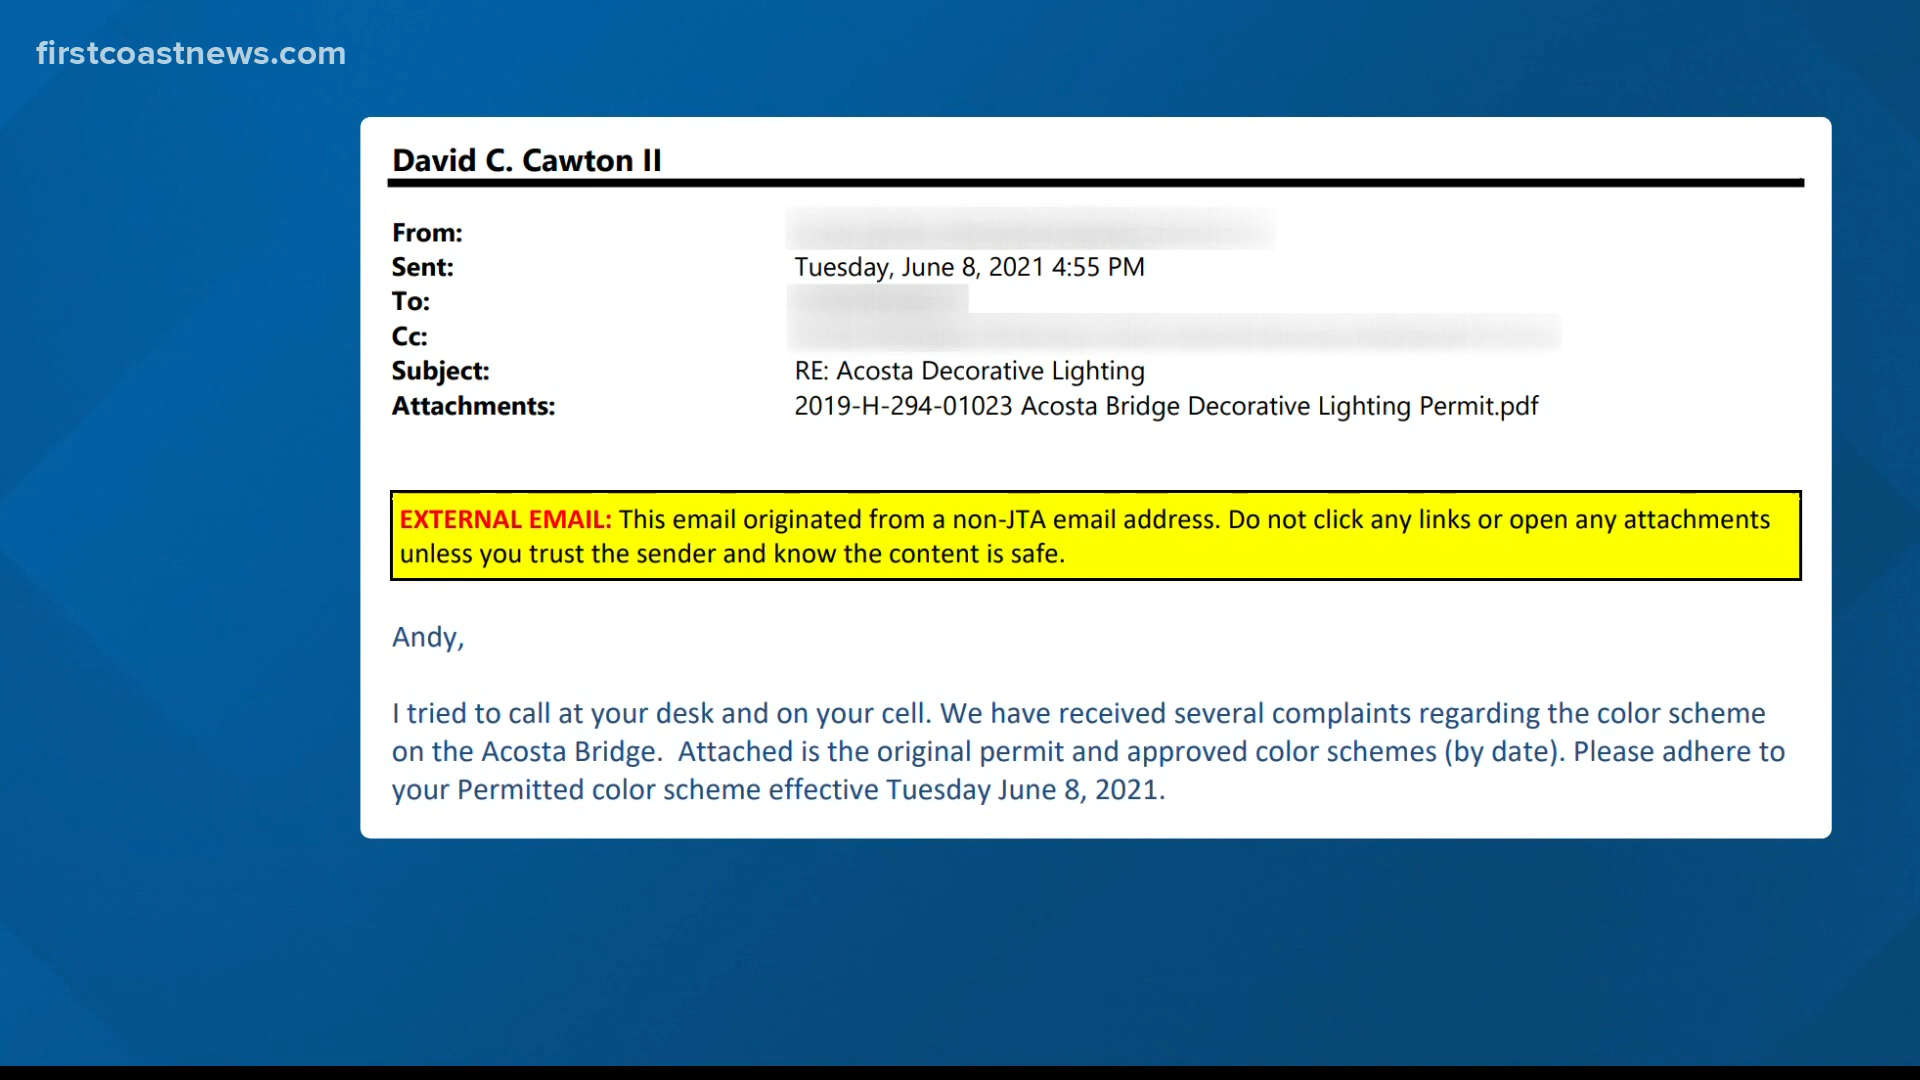 firstcoastnews.com
David C. Cawton II
From:
Sent: Tuesday, June 8, 2021 4:55 PM
To:
Cc:
Subject: RE: Acosta Decorative Lighting
Attachments: 2019-H-294-01023 Acosta Bridge Decorative Lighting Permit.pdf
EXTERNAL EMAIL: This email originated from a non-JTA email address. Do not click any links or open any attachments
unless you trust the sender and know the content is safe.
Andy,
I tried to call at your desk and on your cell. We have received several complaints regarding the color scheme
on the Acosta Bridge.  Attached is the original permit and approved color schemes (by date). Please adhere to
your Permitted color scheme effective Tuesday June 8, 2021.